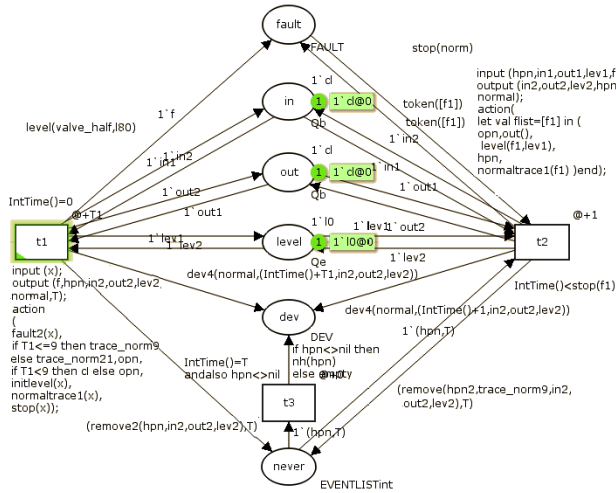 fault
FAULT
stop(norm)
1`cl
in
1
1`cl@0
Qb
input (hpn,in1,out1,lev1,f
output (in2,out2,lev2,hpn
normal);
action(
let val flist=[f1] in (
opn,out(),
level(f1,lev1),
hpn,
normaltrace1(f1) )end);
1`f
level(valve_half,l80)
token([f1])
token([f1])
1`in2
1`in1
1`in2
1`in1
1`cl
out
1
1`cl@0
Qb
1`out2
1`out1
1`out1
1`out2
IntTime()=0
@+T1
t1
1`l0
level
1
1`l0@0
Qe
1`lev1
1`lev2
1`lev1
1`lev2
@+1
t2
input (x);
output (f,hpn,in2,out2,lev2
normal,T);
action
(
fault2(x),
if T1<=9 then trace_norm9
else trace_norm21,opn,
if T1<9 then cl else opn,
initlevel(x),
normaltrace1(x),
stop(x));
dev4(normal,(IntTime()+T1,in2,out2,lev2))
IntTime()<stop(f1)
dev4(normal,(IntTime()+1,in2,out2,lev2))
dev
DEV
1`(hpn,T)
if hpn<>nil then
nh(hpn)
else empty
IntTime()=T
andalso hpn<>nil
@+0
t3
(remove(hpn2,trace_norm9,in2,
out2,lev2),T)
(remove2(hpn,in2,out2,lev2),T)
1`(hpn,T)
never
EVENTLISTint